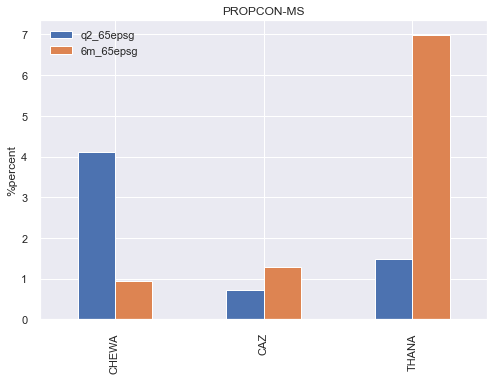 PROPCON-MS
q2_65epsg
6m_65epsg
%percent
7
6
5
4
3
2
1
0
CHEWA
CAZ
THANA